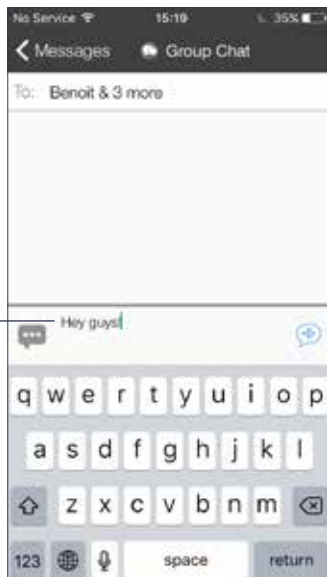 No Service 15:19 35%
Messages Group Chat
To: Benoit & 3 more
Hey guys!
q w e r t y u i o p
a s d f g h j k l
z x c v b n m
123 space return